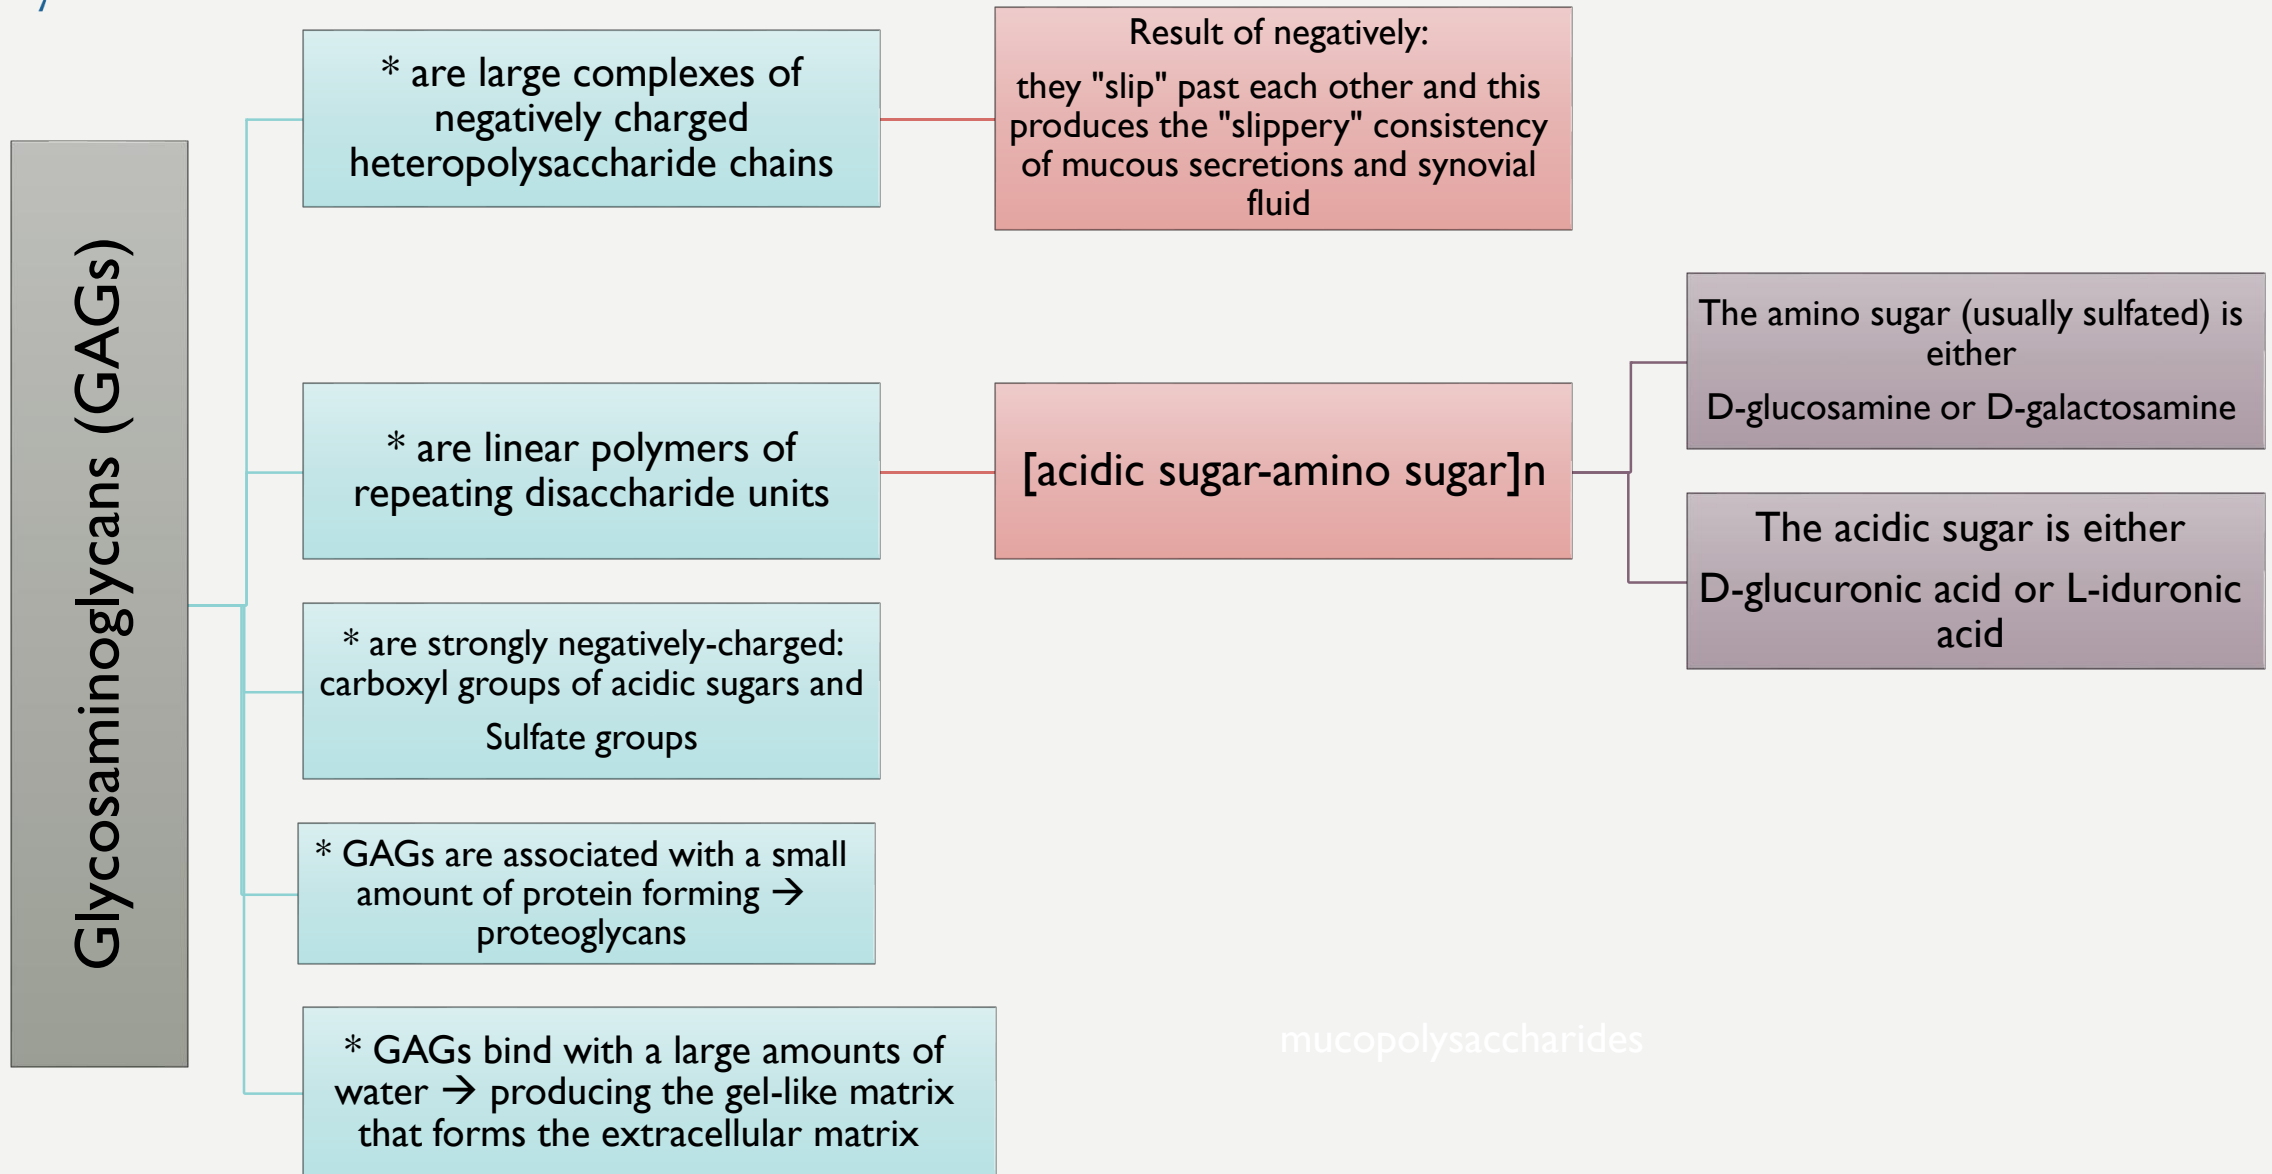 Glycosaminoglycans (GAGs)
* are large complexes of
negatively charged
heteropolysaccharide chains
Result of negatively:
they "slip" past each other and this
produces the "slippery" consistency
of mucous secretions and synovial
fluid
* are linear polymers of
repeating disaccharide units
[acidic sugar-amino sugar]n
The amino sugar (usually sulfated) is
either
D-glucosamine or D-galactosamine
The acidic sugar is either
D-glucuronic acid or L-iduronic
acid
* are strongly negatively-charged:
carboxyl groups of acidic sugars and
Sulfate groups
* GAGs are associated with a small
amount of protein forming →
proteoglycans
* GAGs bind with a large amounts of
water → producing the gel-like matrix
that forms the extracellular matrix
mucopolysaccharides